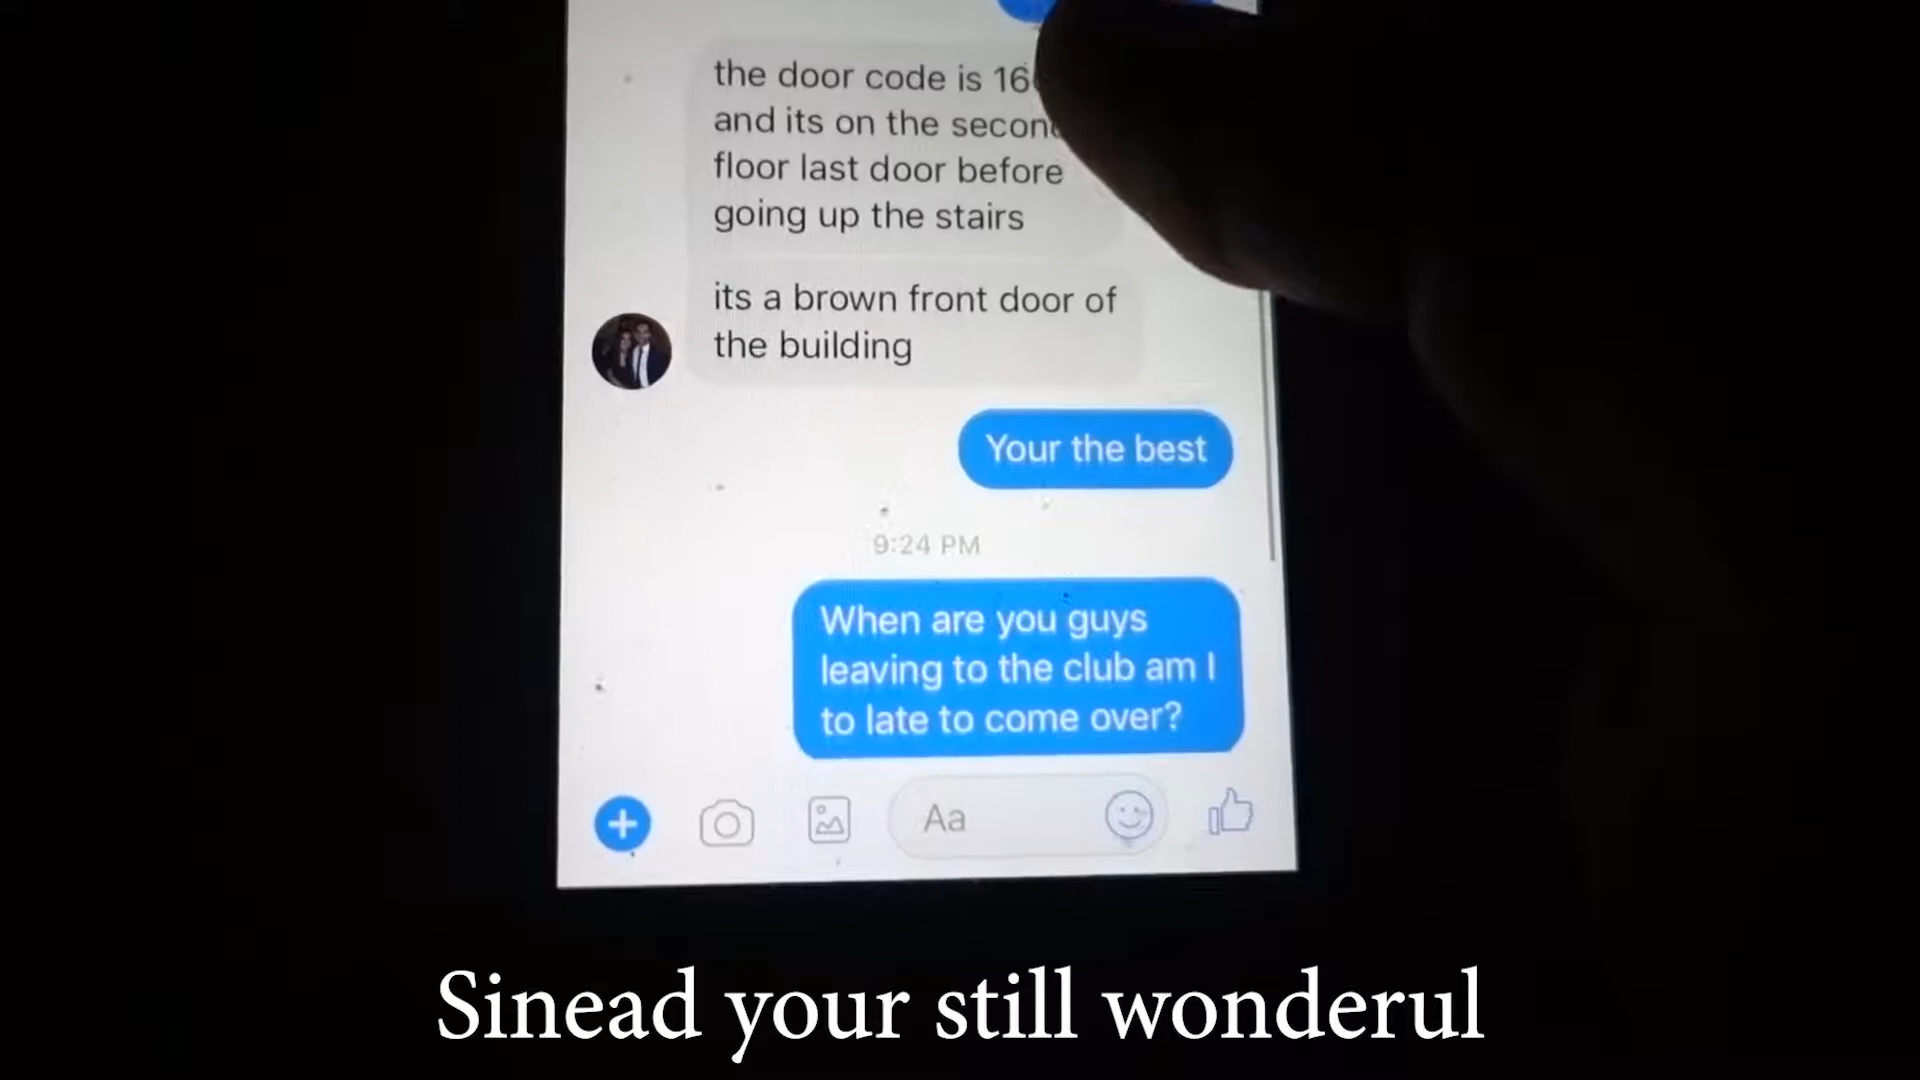 the door code is 16
and its on the second
floor last door before
going up the stairs
its a brown front door of
the building
Your the best
9:24 PM
When are you guys
leaving to the club am I
to late to come over?
Aa
Sinead your still wonderul